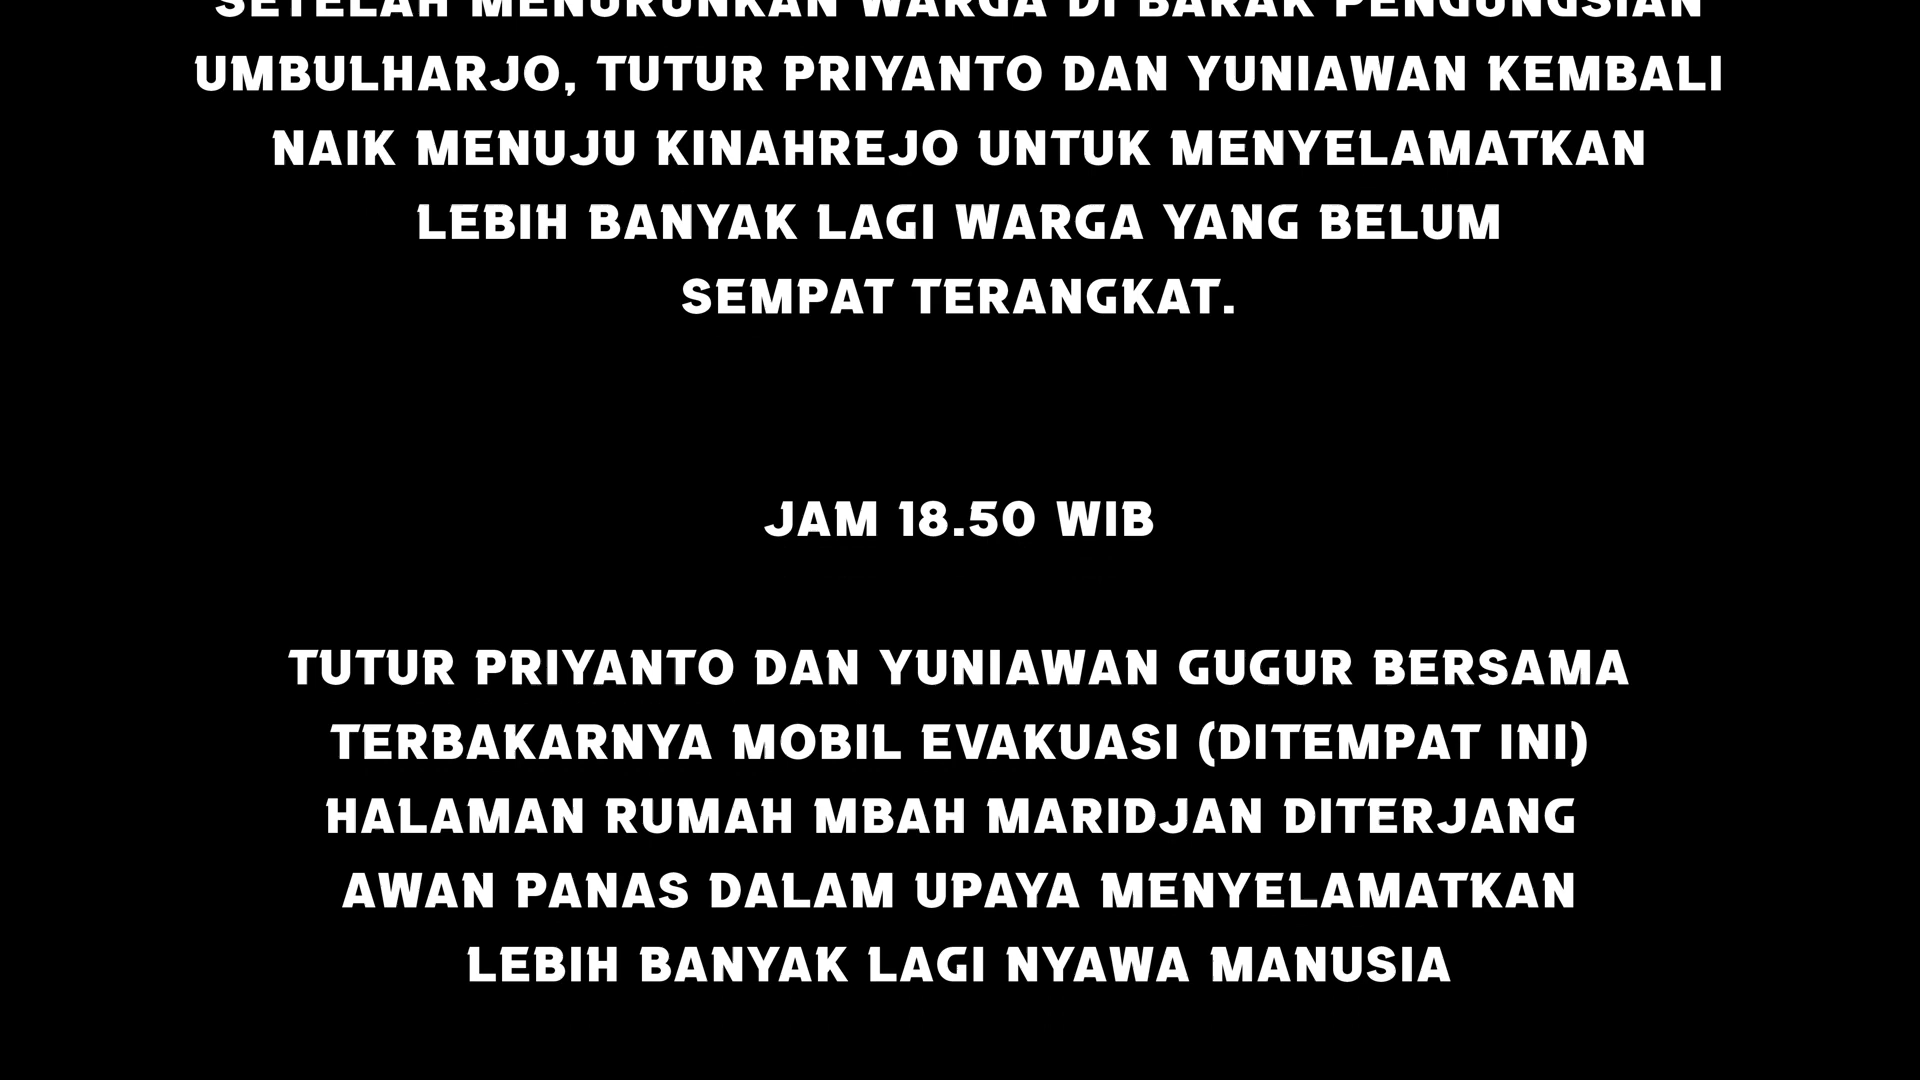 SETELAH MENURUNKAN WARGA DI BARAK PENGUNGSIAN
UMBULHARJO, TUTUR PRIYANTO DAN YUNIAWAN KEMBALI
NAIK MENUJU KINAHREJO UNTUK MENYELAMATKAN
LEBIH BANYAK LAGI WARGA YANG BELUM
SEMPAT TERANGKAT.
JAM 18.50 WIB
TUTUR PRIYANTO DAN YUNIAWAN GUGUR BERSAMA
TERBAKARNYA MOBIL EVAKUASI (DITEMPAT INI)
HALAMAN RUMAH MBAH MARIDJAN DITERJANG
AWAN PANAS DALAM UPAYA MENYELAMATKAN
LEBIH BANYAK LAGI NYAWA MANUSIA